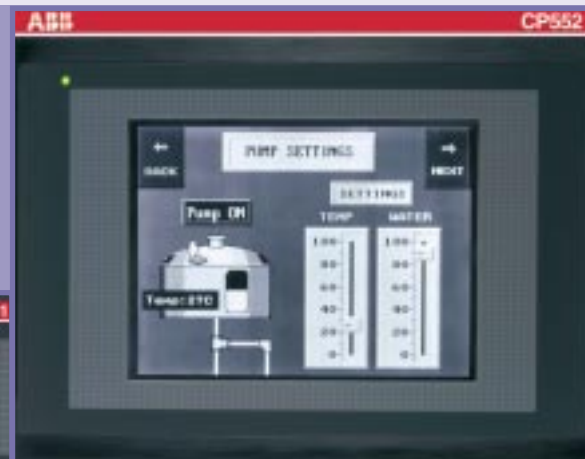 ABB CP552
← BACK
PUMP SETTINGS
→ NEXT
SETTINGS
Pump ON
TEMP WATER
100 100
80 80
60 60
40 40
20 20
0 0
1